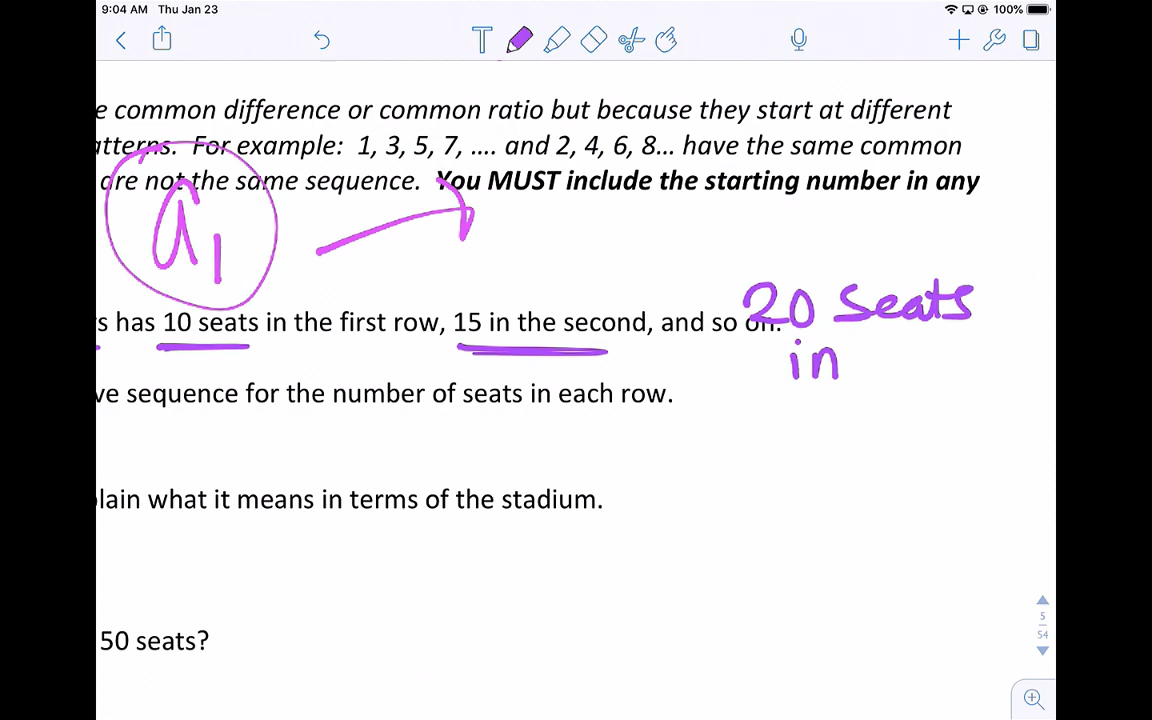 9:04 AM Thu Jan 23 100%
T
e common difference or common ratio but because they start at different
atterns. For example: 1, 3, 5, 7, .... and 2, 4, 6, 8... have the same common
are not the same sequence. You MUST include the starting number in any
a1
20 seats
s has 10 seats in the first row, 15 in the second, and so on.
in
ve sequence for the number of seats in each row.
plain what it means in terms of the stadium.
50 seats?
5
54